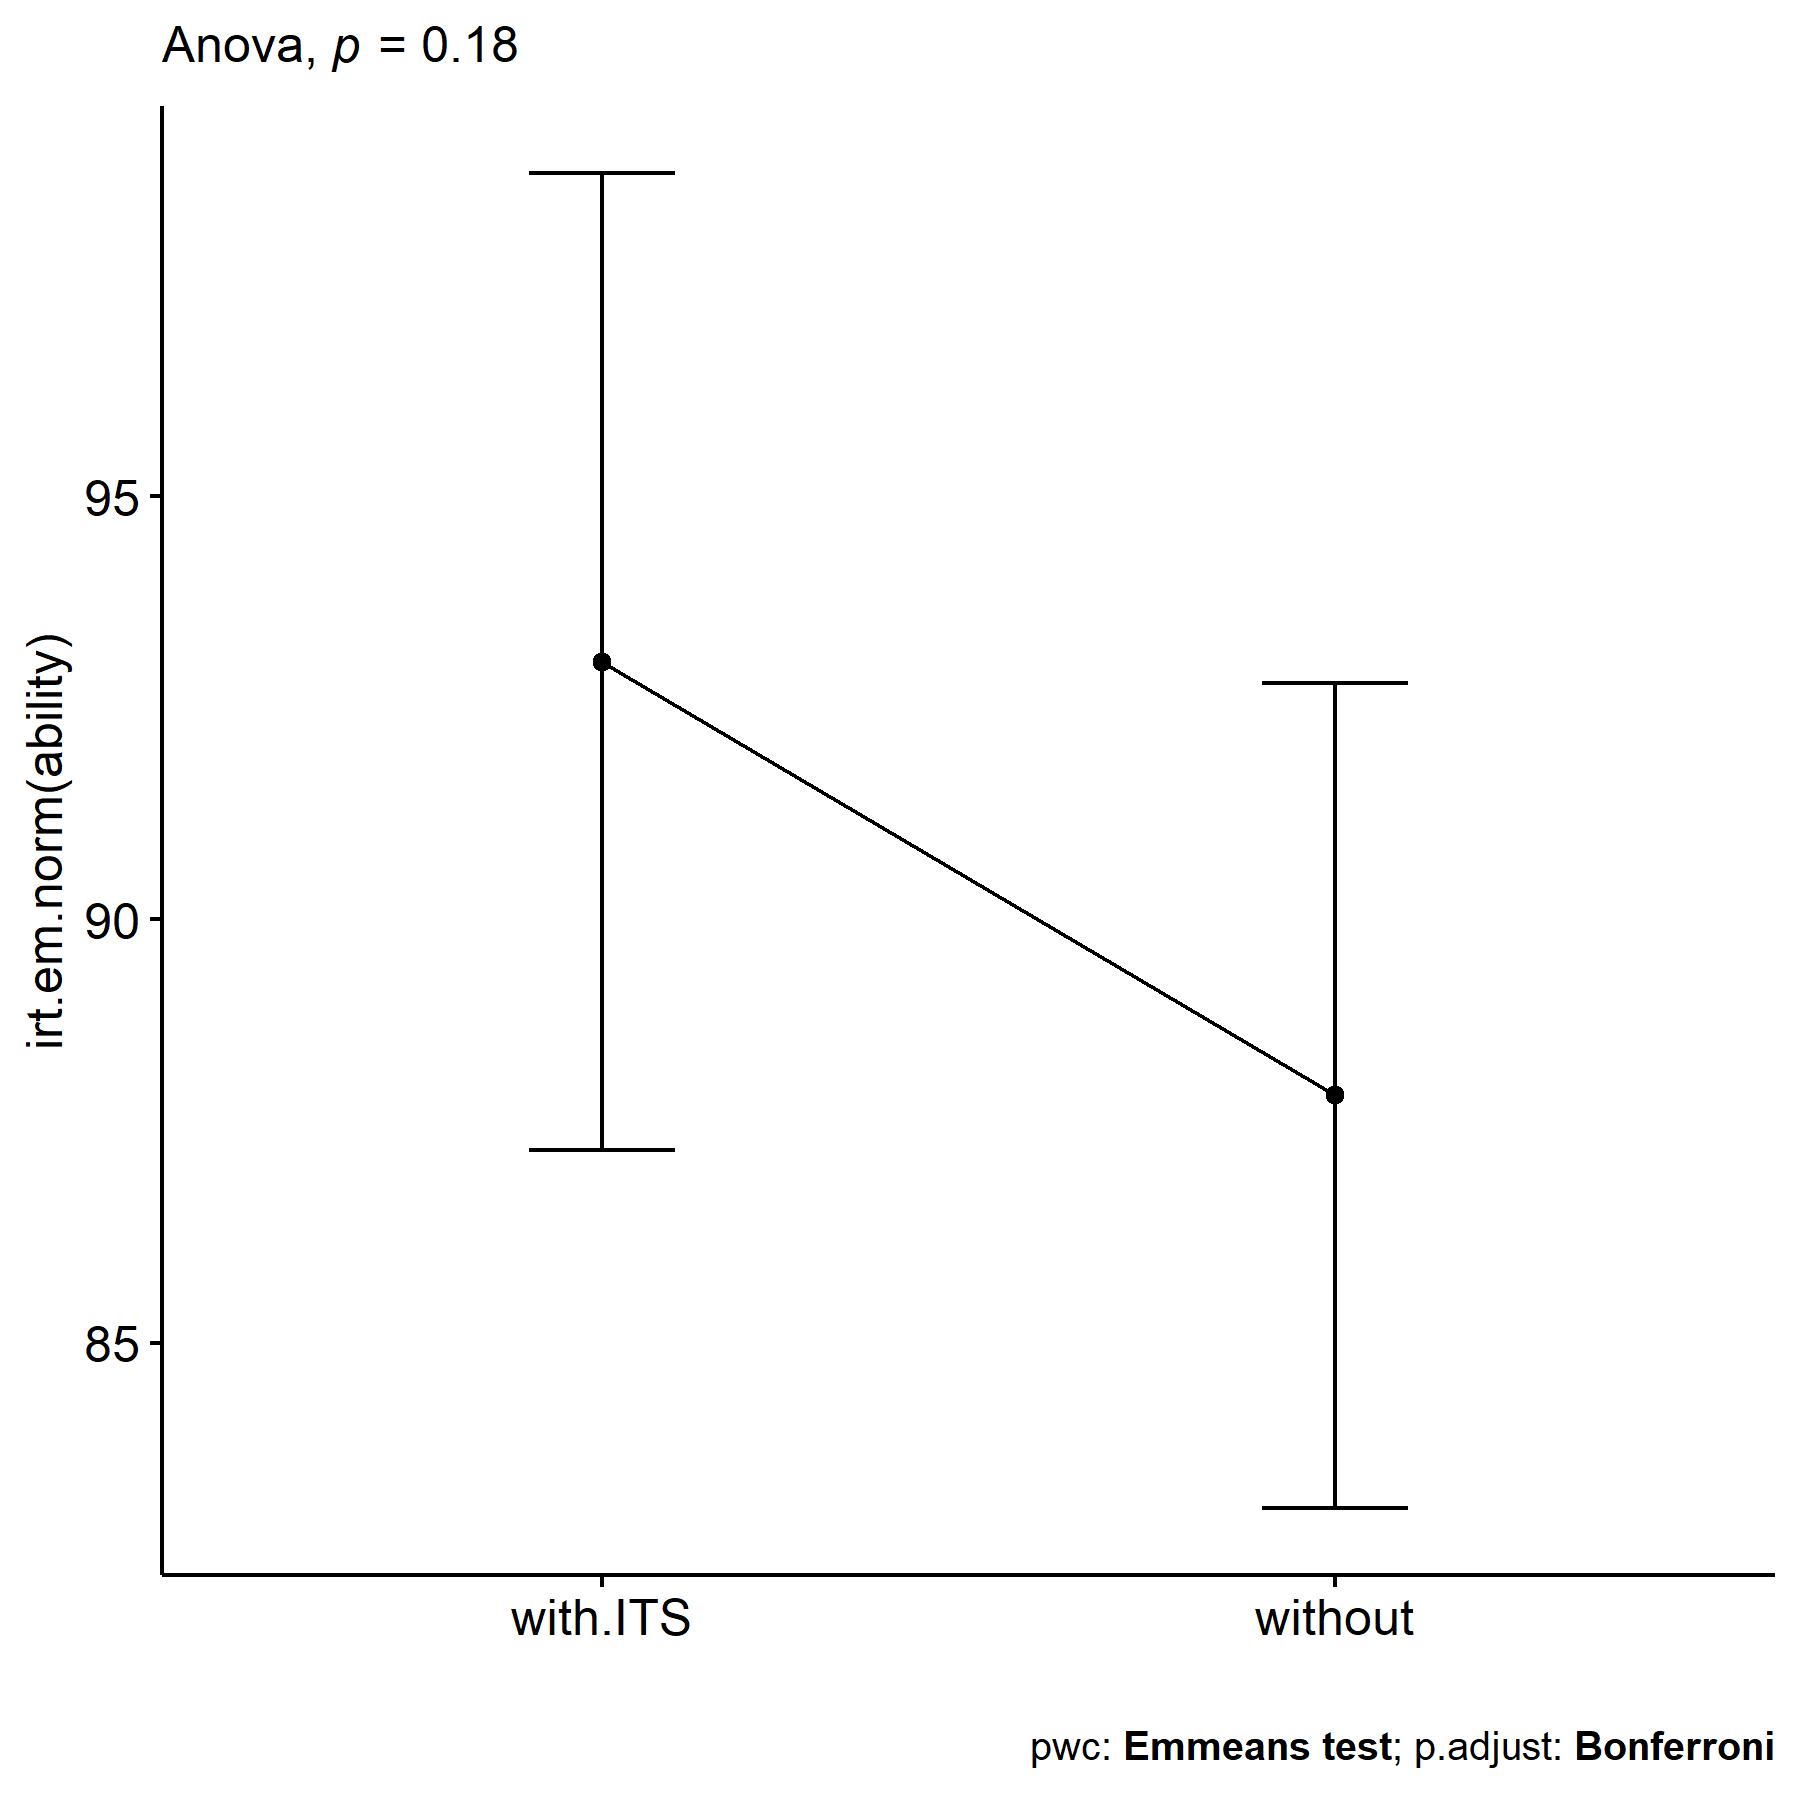 Anova, p = 0.18
irt.em.norm(ability)
95
90
85
with.ITS
without
pwc: Emmeans test; p.adjust: Bonferroni